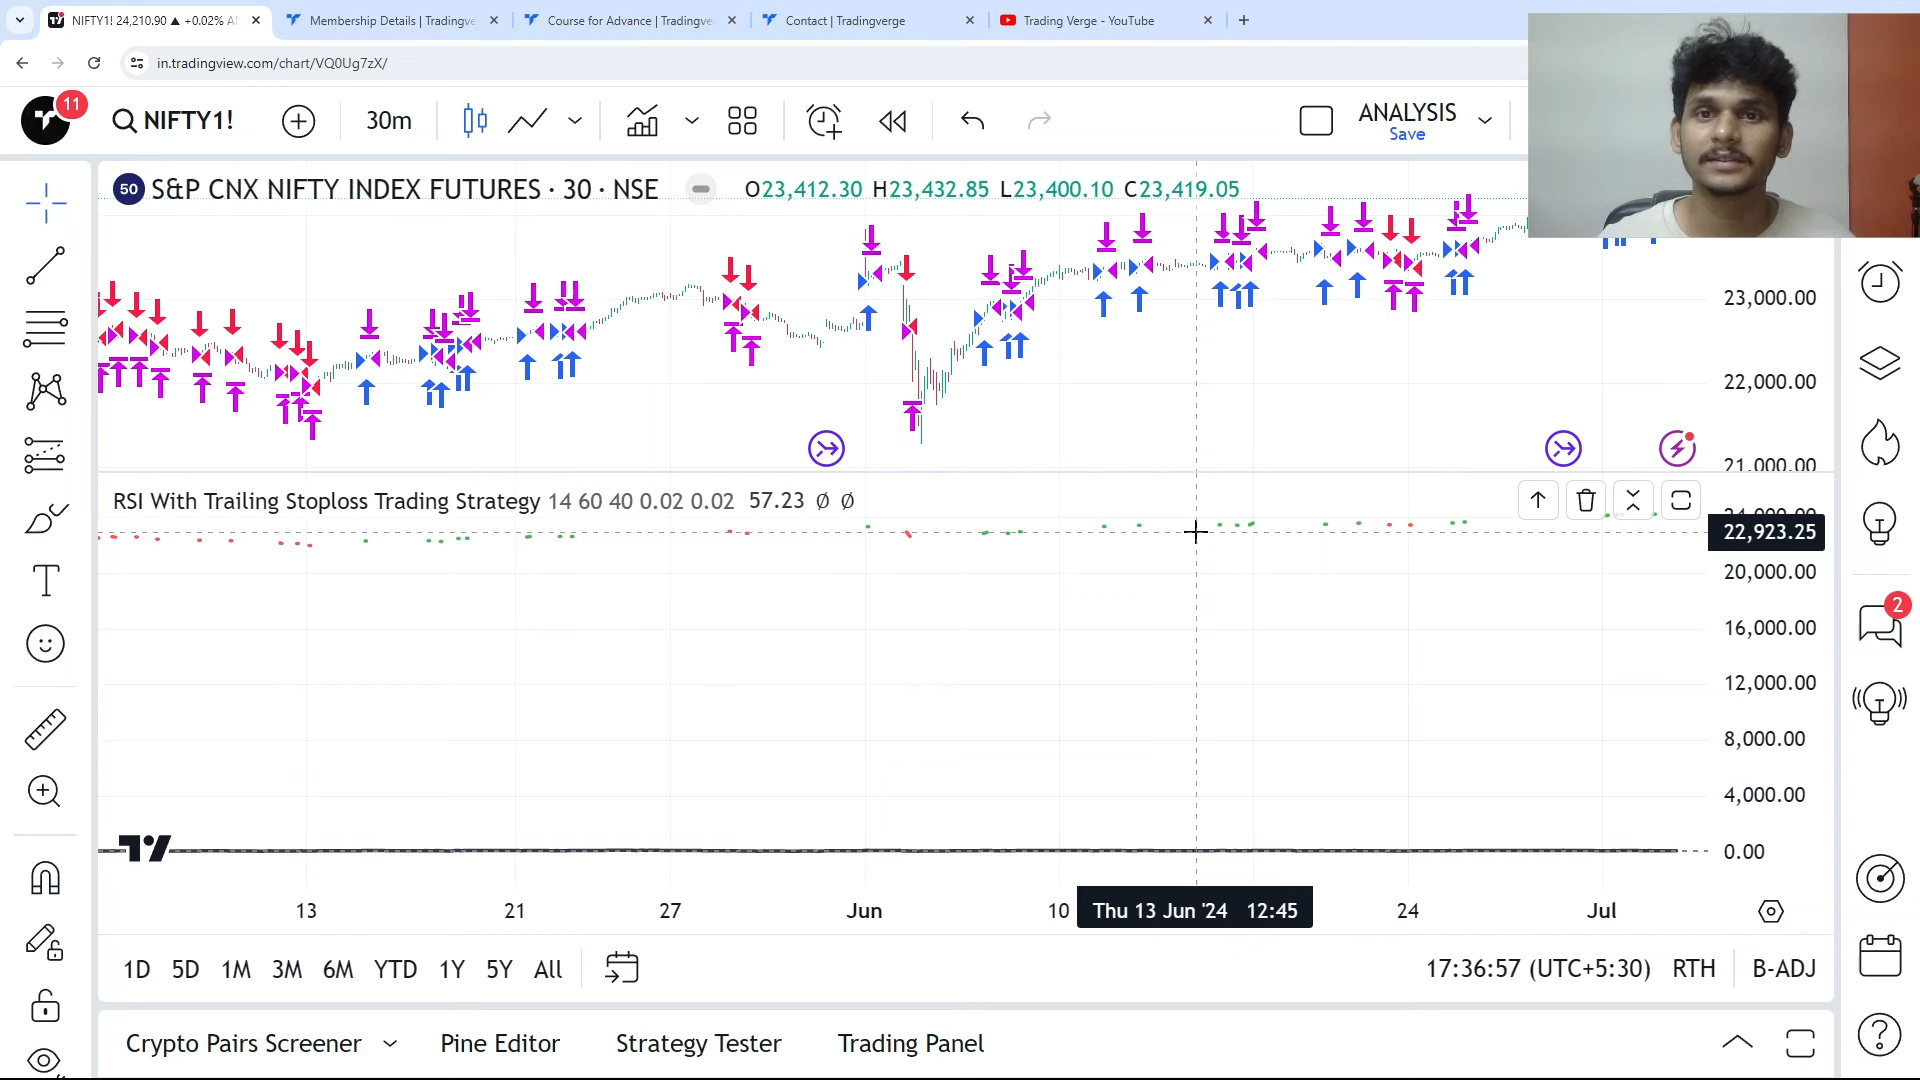 NIFTY1! 24,210.90 ▲ +0.02% AN
Membership Details | Tradingve
Course for Advance | Tradingve
Contact | Tradingverge
Trading Verge - YouTube
in.tradingview.com/chart/VQ0Ug7zX/
11
NIFTY1!
30m
ANALYSIS
Save
50 S&P CNX NIFTY INDEX FUTURES · 30 · NSE
O23,412.30 H23,432.85 L23,400.10 C23,419.05
23,000.00
22,000.00
21,000.00
RSI With Trailing Stoploss Trading Strategy 14 60 40 0.02 0.02 57.23 ∅ ∅
24,000.00
22,923.25
20,000.00
16,000.00
12,000.00
8,000.00
4,000.00
0.00
2
13
21
27
Jun
10
Thu 13 Jun '24 12:45
24
Jul
1D 5D 1M 3M 6M YTD 1Y 5Y All
17:36:57 (UTC+5:30) RTH B-ADJ
Crypto Pairs Screener
Pine Editor
Strategy Tester
Trading Panel